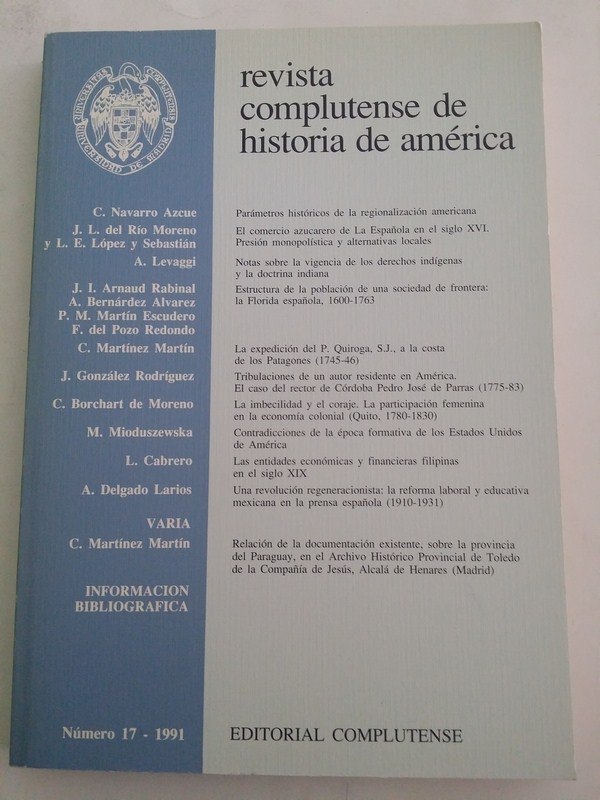 UNIVERSITAS COMPLUTENSIS
UNIVERSIDAD DE MADRID
revista
complutense de
historia de américa
C. Navarro Azcue
Parámetros históricos de la regionalización americana
J. L. del Río Moreno
y L. E. López y Sebastián
El comercio azucarero de La Española en el siglo XVI.
Presión monopolística y alternativas locales
A. Levaggi
Notas sobre la vigencia de los derechos indígenas
y la doctrina indiana
J. I. Arnaud Rabinal
A. Bernárdez Alvarez
P. M. Martín Escudero
F. del Pozo Redondo
Estructura de la población de una sociedad de frontera:
la Florida española, 1600-1763
C. Martínez Martín
La expedición del P. Quiroga, S.J., a la costa
de los Patagones (1745-46)
J. González Rodríguez
Tribulaciones de un autor residente en América.
El caso del rector de Córdoba Pedro José de Parras (1775-83)
C. Borchart de Moreno
La imbecilidad y el coraje. La participación femenina
en la economía colonial (Quito, 1780-1830)
M. Mioduszewska
Contradicciones de la época formativa de los Estados Unidos
de América
L. Cabrero
Las entidades económicas y financieras filipinas
en el siglo XIX
A. Delgado Larios
Una revolución regeneracionista: la reforma laboral y educativa
mexicana en la prensa española (1910-1931)
VARIA
C. Martínez Martín
Relación de la documentación existente, sobre la provincia
del Paraguay, en el Archivo Histórico Provincial de Toledo
de la Compañía de Jesús, Alcalá de Henares (Madrid)
INFORMACION
BIBLIOGRAFICA
Número 17 - 1991
EDITORIAL COMPLUTENSE